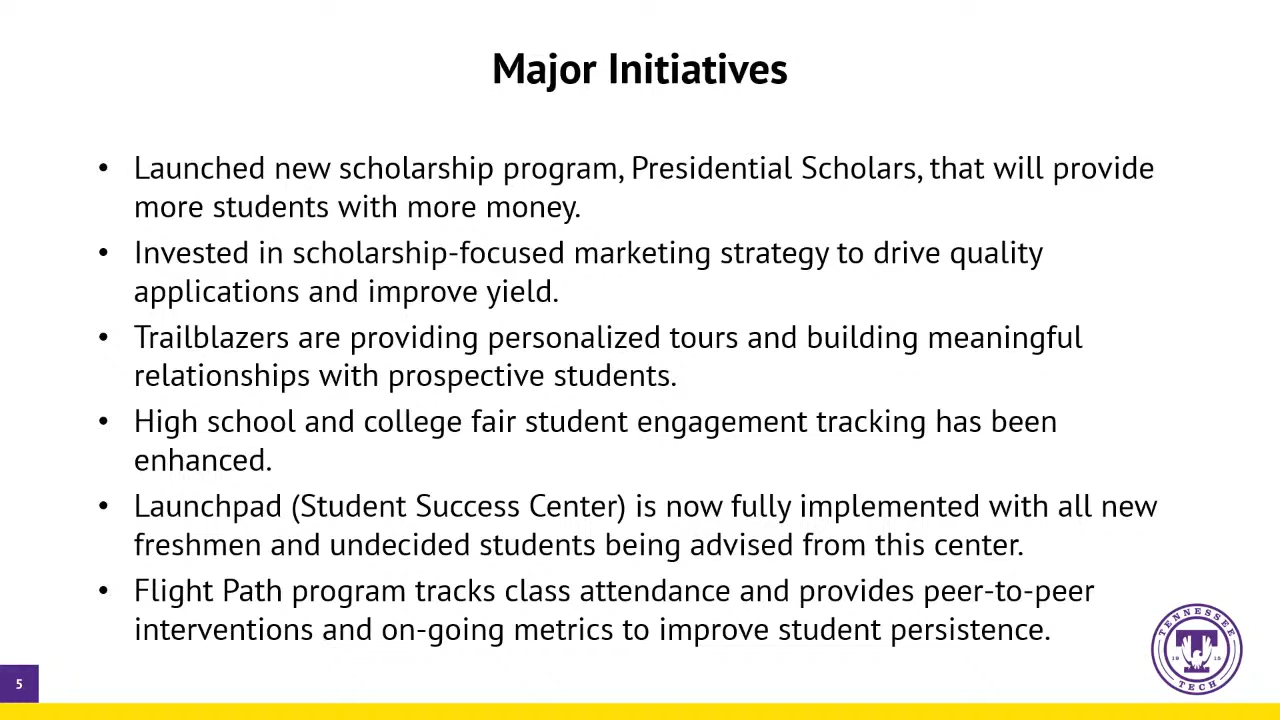 Major Initiatives
• Launched new scholarship program, Presidential Scholars, that will provide
more students with more money.
• Invested in scholarship-focused marketing strategy to drive quality
applications and improve yield.
• Trailblazers are providing personalized tours and building meaningful
relationships with prospective students.
• High school and college fair student engagement tracking has been
enhanced.
• Launchpad (Student Success Center) is now fully implemented with all new
freshmen and undecided students being advised from this center.
• Flight Path program tracks class attendance and provides peer-to-peer
interventions and on-going metrics to improve student persistence.
TENNESSEE
T
19 15
TECH
5